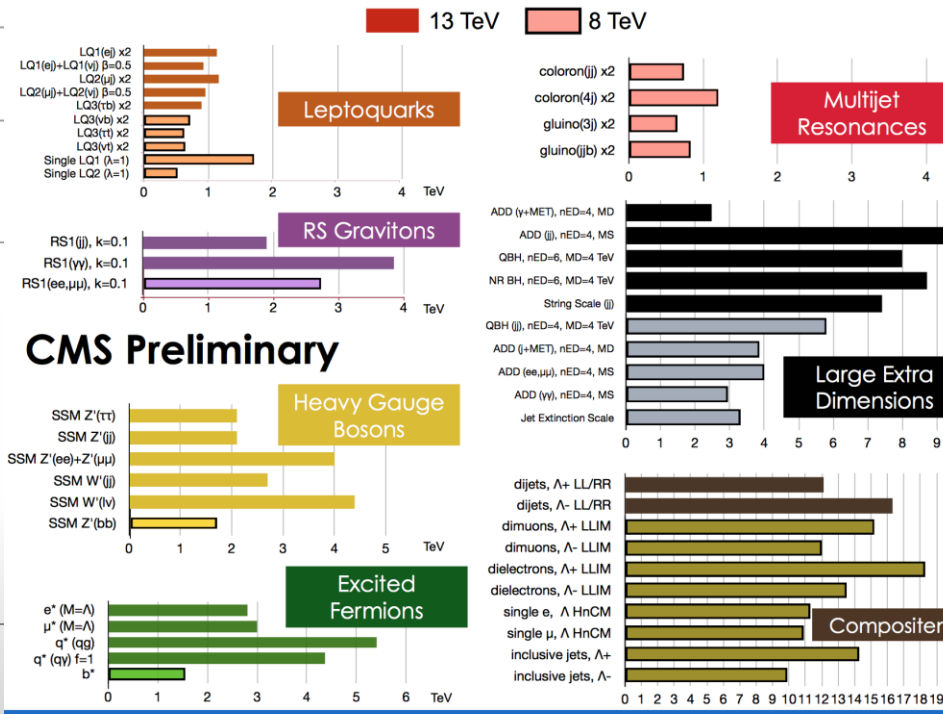 13 TeV
8 TeV
LQ1(ej) x2
LQ1(ej)+LQ1(νj) β=0.5
LQ2(μj) x2
LQ2(μj)+LQ2(νj) β=0.5
LQ3(τb) x2
LQ3(νb) x2
LQ3(τt) x2
LQ3(νt) x2
Single LQ1 (λ=1)
Single LQ2 (λ=1)
0 1 2 3 4 TeV
Leptoquarks
RS Gravitons
RS1(jj), k=0.1
RS1(γγ), k=0.1
RS1(ee,μμ), k=0.1
0 1 2 3 4 TeV
CMS Preliminary
Heavy Gauge
Bosons
SSM Z'(ττ)
SSM Z'(jj)
SSM Z'(ee)+Z'(μμ)
SSM W'(jj)
SSM W'(lv)
SSM Z'(bb)
0 1 2 3 4 5 TeV
Excited
Fermions
e* (M=Λ)
μ* (M=Λ)
q* (qg)
q* (qγ) f=1
b*
0 1 2 3 4 5 6 TeV
coloron(jj) x2
coloron(4j) x2
gluino(3j) x2
gluino(jjb) x2
0 1 2 3 4
Multijet
Resonances
ADD (γ+MET), nED=4, MD
ADD (jj), nED=4, MS
QBH, nED=6, MD=4 TeV
NR BH, nED=6, MD=4 TeV
String Scale (jj)
QBH (jj), nED=4, MD=4 TeV
ADD (j+MET), nED=4, MD
ADD (ee,μμ), nED=4, MS
ADD (γγ), nED=4, MS
Jet Extinction Scale
0 1 2 3 4 5 6 7 8 9
Large Extra
Dimensions
dijets, Λ+ LL/RR
dijets, Λ- LL/RR
dimuons, Λ+ LLIM
dimuons, Λ- LLIM
dielectrons, Λ+ LLIM
dielectrons, Λ- LLIM
single e, Λ HnCM
single μ, Λ HnCM
inclusive jets, Λ+
inclusive jets, Λ-
Compositen
0 1 2 3 4 5 6 7 8 9 10 11 12 13 14 15 16 17 18 19